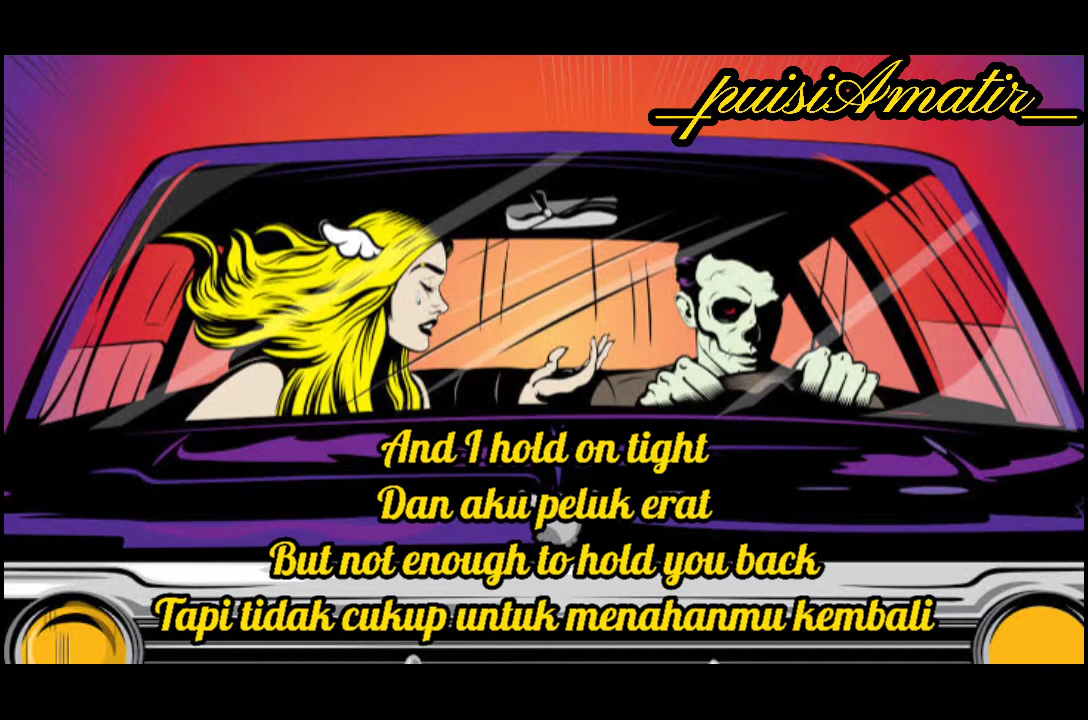 _puisiAmatir_
And I hold on tight
Dan aku peluk erat
But not enough to hold you back
Tapi tidak cukup untuk menahanmu kembali